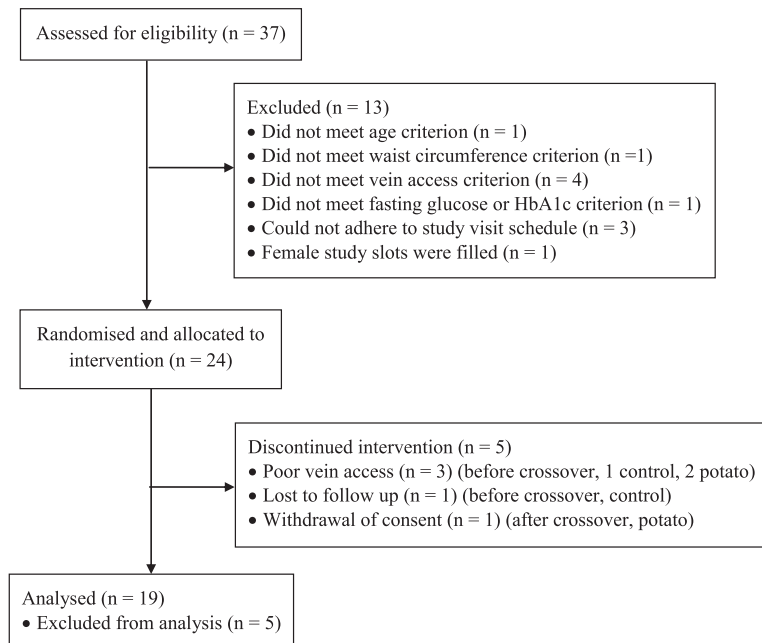 Assessed for eligibility (n = 37)
Excluded (n = 13)
• Did not meet age criterion (n = 1)
• Did not meet waist circumference criterion (n =1)
• Did not meet vein access criterion (n = 4)
• Did not meet fasting glucose or HbA1c criterion (n = 1)
• Could not adhere to study visit schedule (n = 3)
• Female study slots were filled (n = 1)
Randomised and allocated to
intervention (n = 24)
Discontinued intervention (n = 5)
• Poor vein access (n = 3) (before crossover, 1 control, 2 potato)
• Lost to follow up (n = 1) (before crossover, control)
• Withdrawal of consent (n = 1) (after crossover, potato)
Analysed (n = 19)
• Excluded from analysis (n = 5)